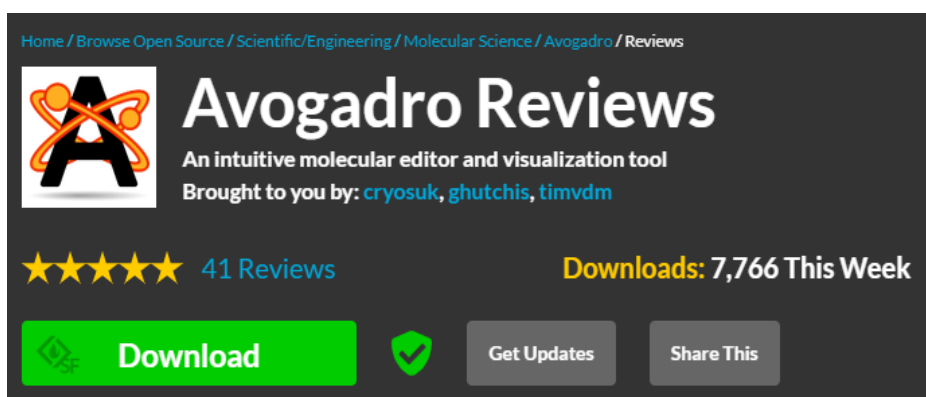 Home / Browse Open Source / Scientific/Engineering / Molecular Science / Avogadro / Reviews
A
Avogadro Reviews
An intuitive molecular editor and visualization tool
Brought to you by: cryosuk, ghutchis, timvdm
41 Reviews
Downloads: 7,766 This Week
SF
Download
Get Updates
Share This